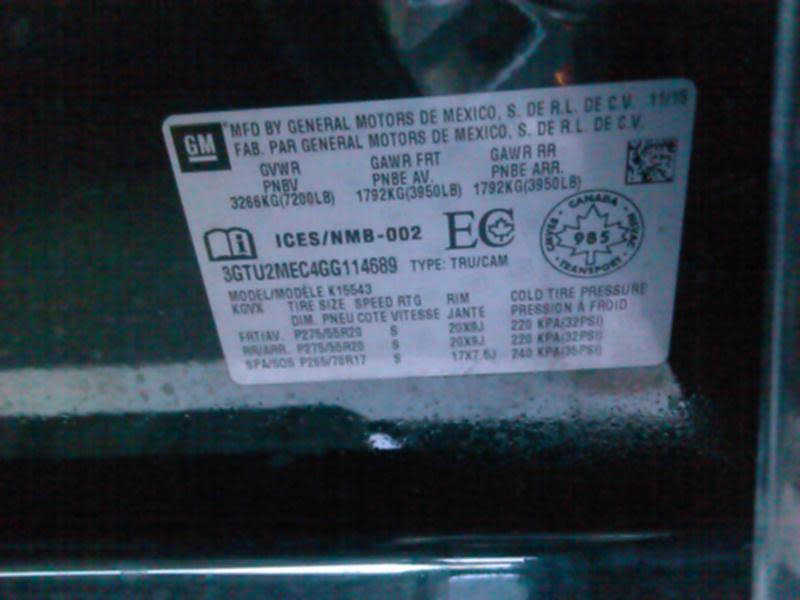 GM
MFD BY GENERAL MOTORS DE MEXICO, S. DE R.L. DE C.V. 11/15
FAB. PAR GENERAL MOTORS DE MEXICO, S. DE R.L. DE C.V.
GVWR GAWR FRT GAWR RR
PNBV PNBE AV. PNBE ARR.
3266KG(7200LB) 1792KG(3950LB) 1792KG(3950LB)
ICES/NMB-002 EC
CANADA
985
TRANSPORT
3GTU2MEC4GG114689 TYPE: TRU/CAM
MODEL/MODÈLE K15543
KGVX TIRE SIZE SPEED RTG RIM COLD TIRE PRESSURE
DIM. PNEU COTE VITESSE JANTE PRESSION A FROID
FRT/AV. P275/55R20 S 20X9J 220 KPA(32PSI)
RR/ARR. P275/55R20 S 20X9J 220 KPA(32PSI)
SPA/SOS P265/70R17 S 17X7.5J 240 KPA(35PSI)